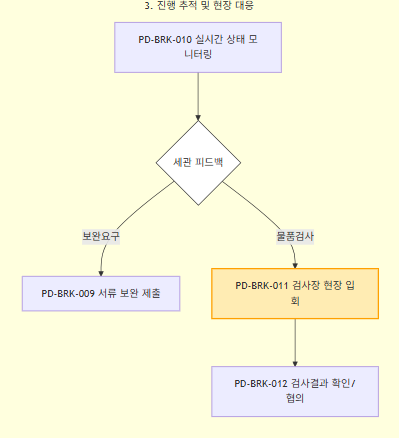 3. 진행 추적 및 현장 대응
PD-BRK-010 실시간 상태 모
니터링
세관 피드백
보완요구
물품검사
PD-BRK-009 서류 보완 제출
PD-BRK-011 검사장 현장 입
회
PD-BRK-012 검사결과 확인/
협의